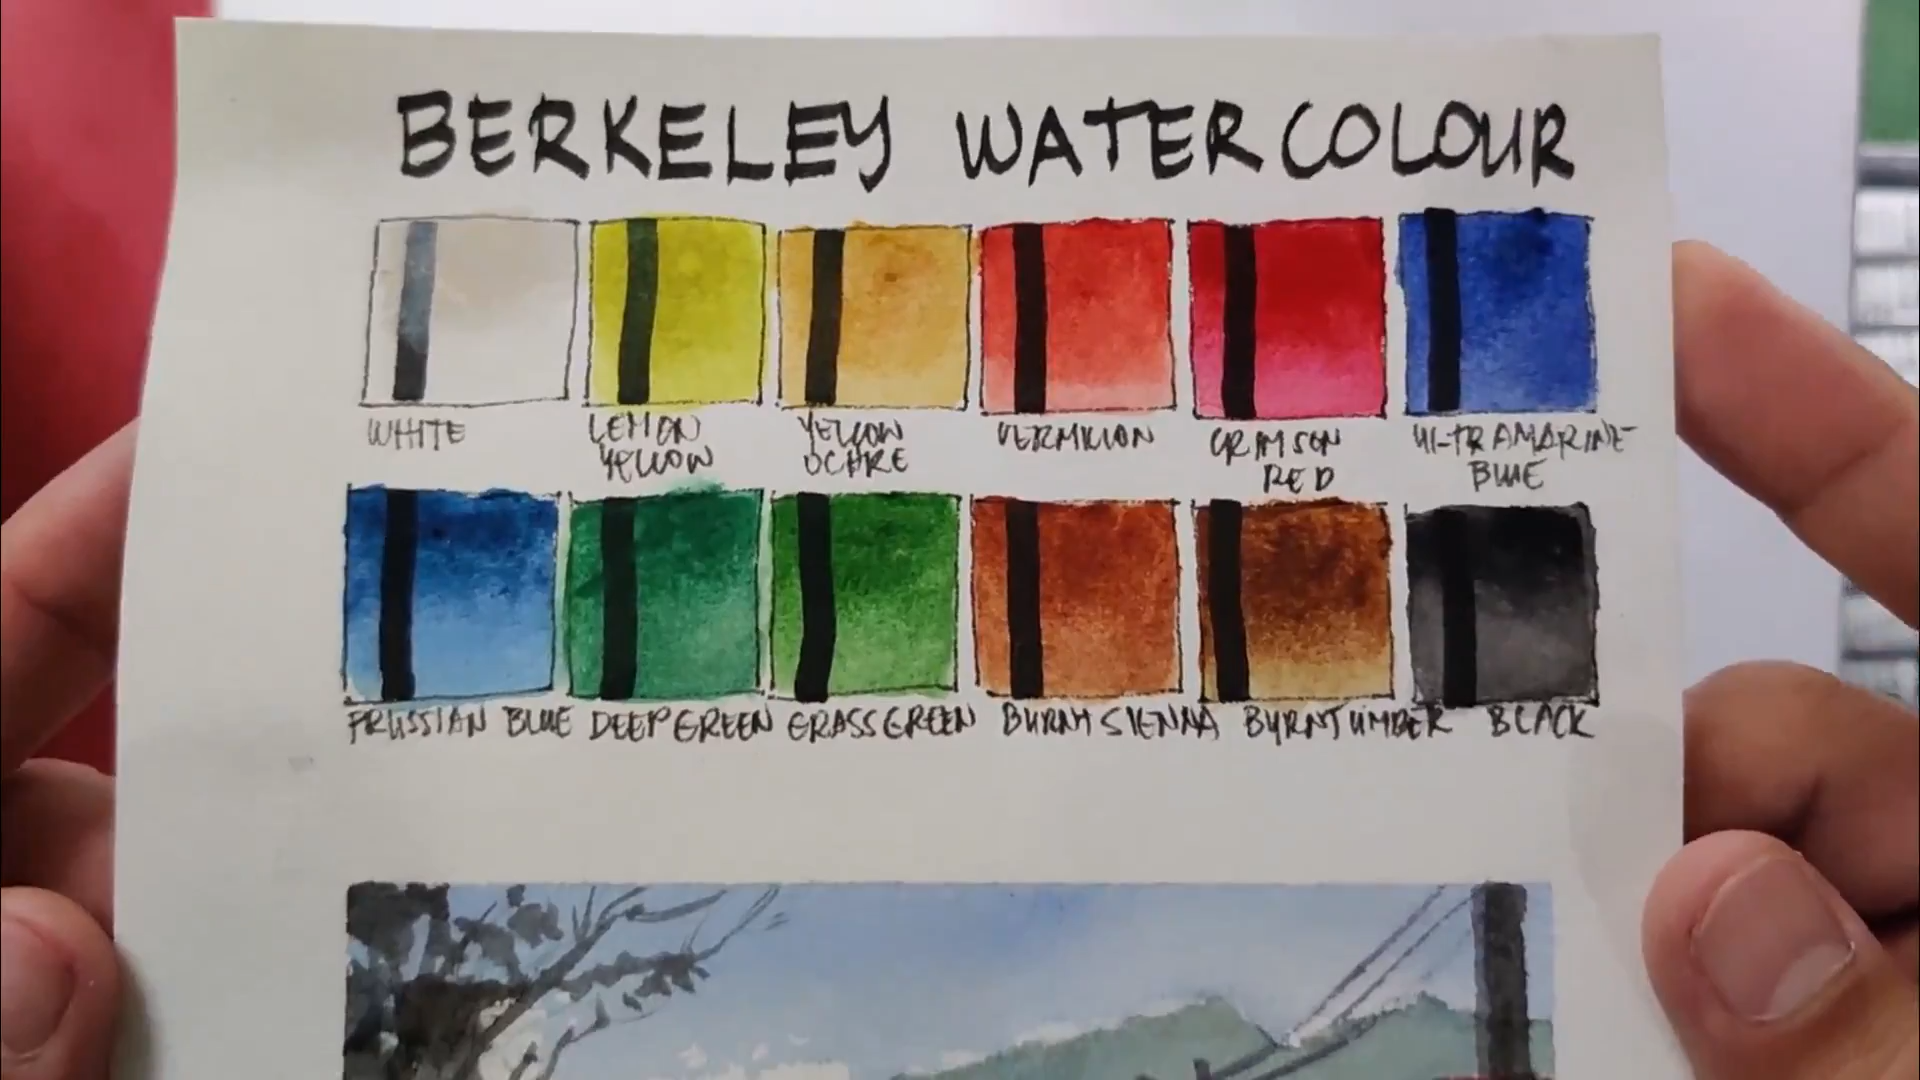 BERKELEY WATERCOLOUR
WHITE
LEMON
YELLOW
YELLOW
OCHRE
VERMILION
CRIMSON
RED
ULTRAMARINE
BLUE
PRUSSIAN BLUE
DEEP GREEN
GRASS GREEN
BURNT SIENNA
BURNT UMBER
BLACK